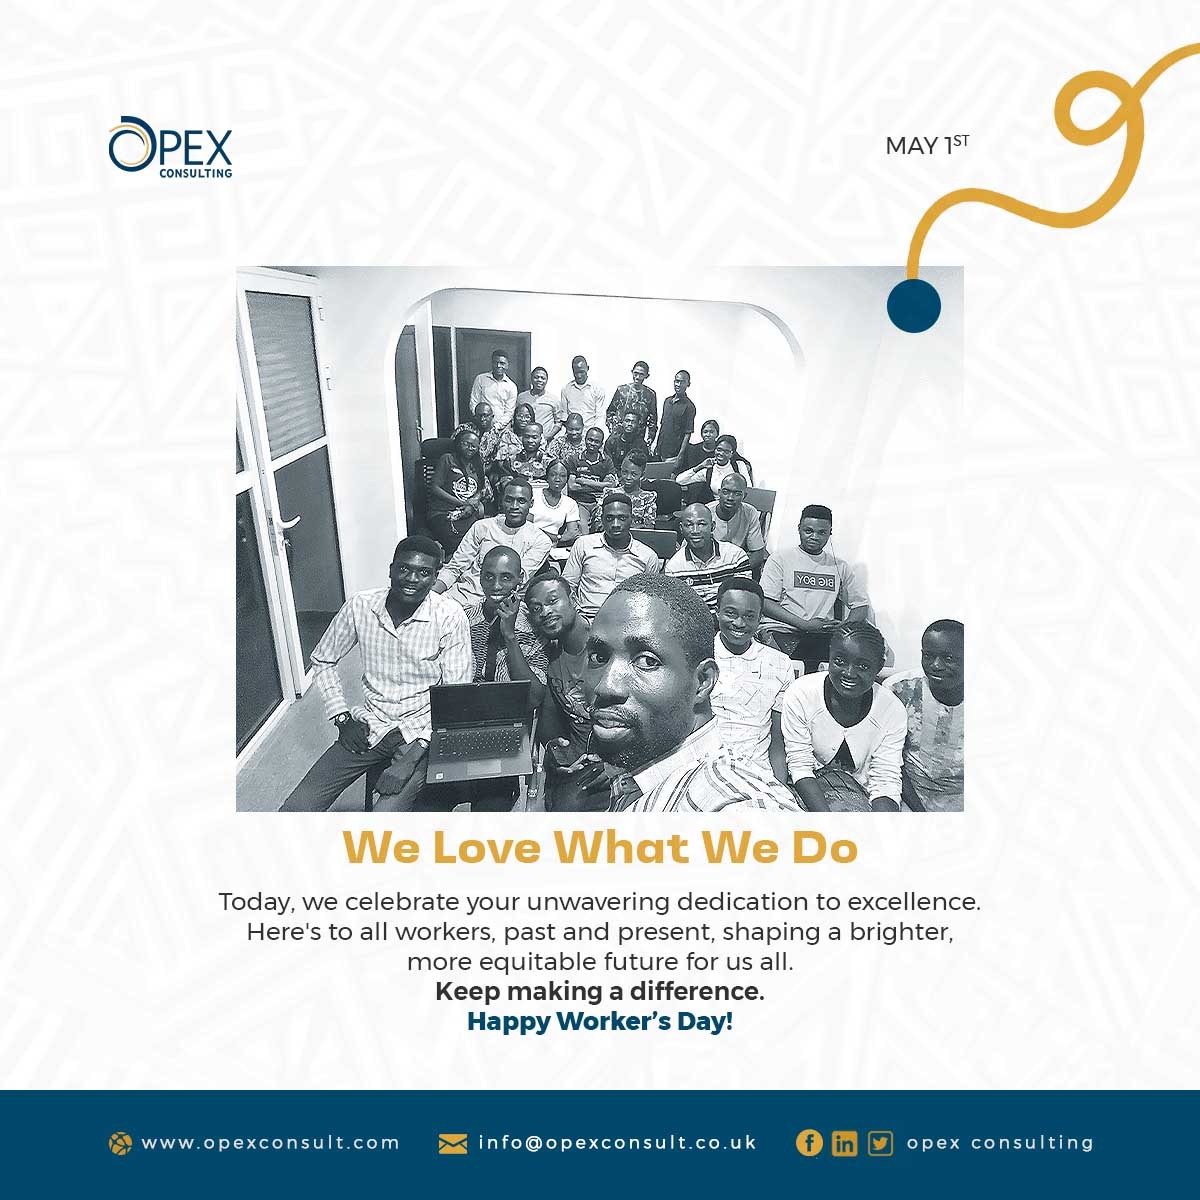 OPEX
CONSULTING
MAY 1ST
BIG BOY
We Love What We Do
Today, we celebrate your unwavering dedication to excellence.
Here's to all workers, past and present, shaping a brighter,
more equitable future for us all.
Keep making a difference.
Happy Worker’s Day!
www.opexconsult.com info@opexconsult.co.uk opex consulting